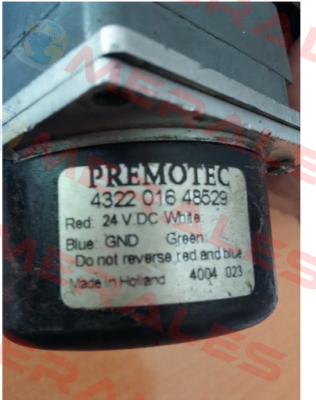 PREMOTEC
4322 016 48529
Red: 24 V.DC White:
Blue: GND Green:
Do not reverse red and blue
Made in Holland 4004 023
MERALES